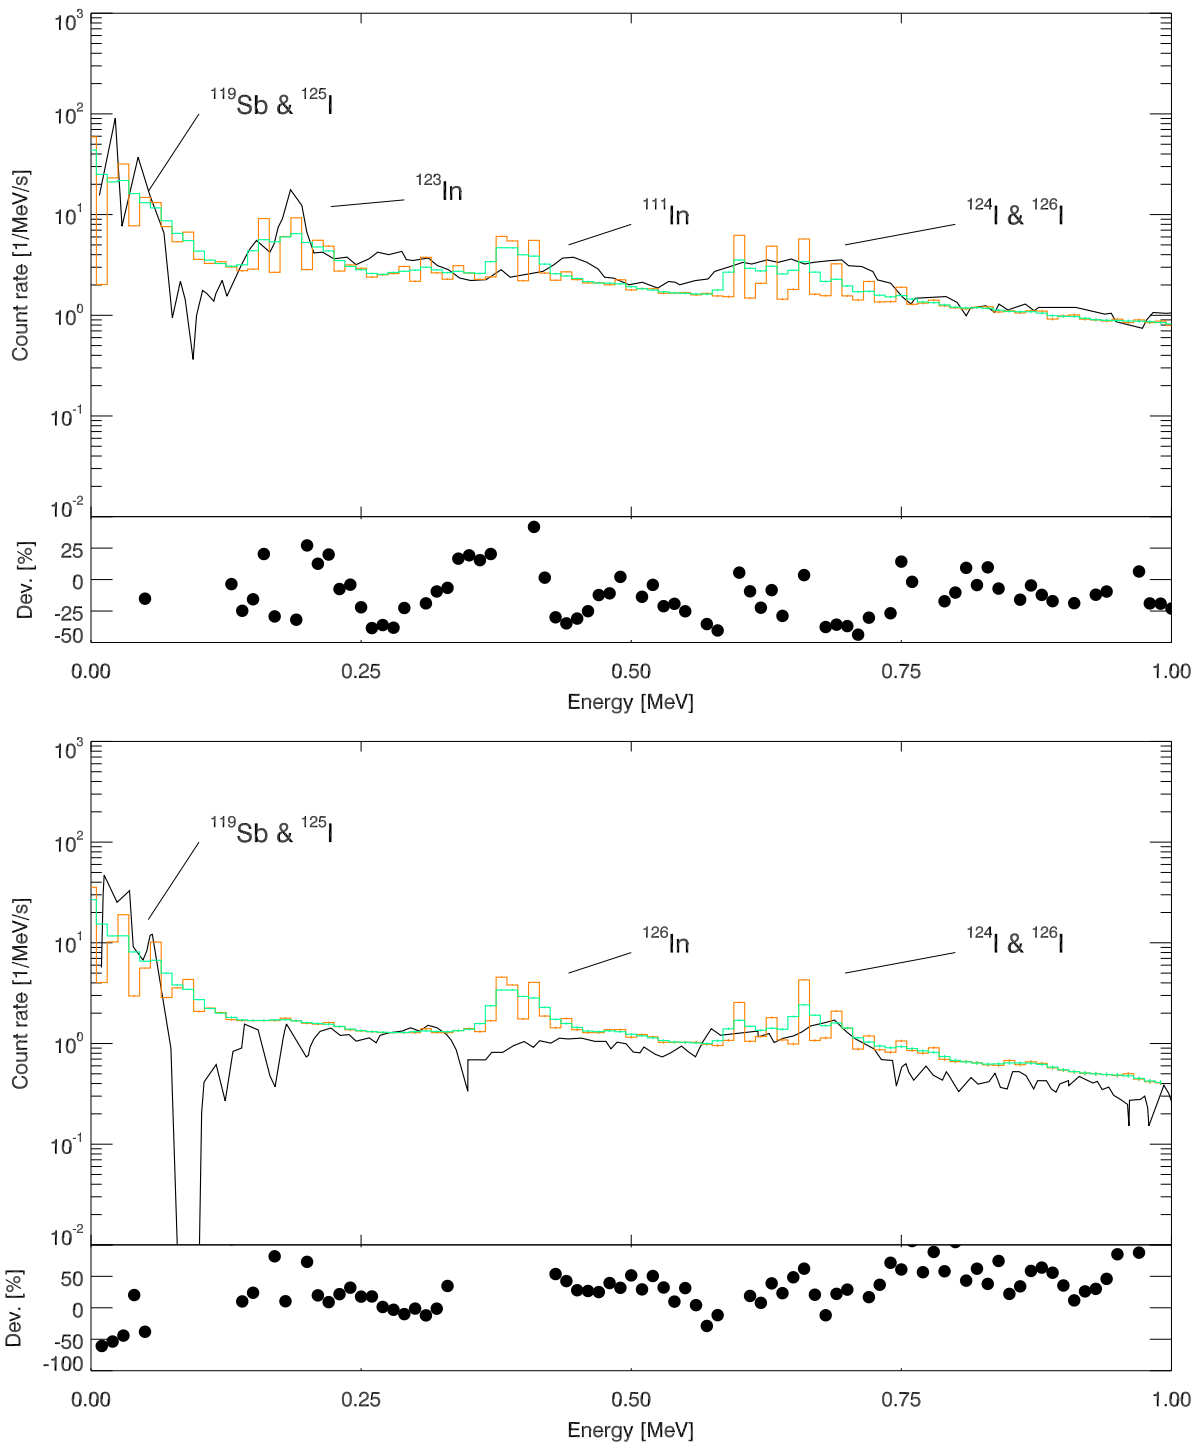 10³
¹¹⁹Sb & ¹²⁵I
10²
¹²³In
¹¹¹In
¹²⁴I & ¹²⁶I
10¹
Count rate [1/MeV/s]
10⁰
10⁻¹
10⁻²
Dev. [%]
25
0
-25
-50
0.00 0.25 0.50 0.75 1.00
Energy [MeV]
10³
¹¹⁹Sb & ¹²⁵I
10²
¹²⁶In
¹²⁴I & ¹²⁶I
10¹
Count rate [1/MeV/s]
10⁰
10⁻¹
10⁻²
Dev. [%]
50
0
-50
-100
0.00 0.25 0.50 0.75 1.00
Energy [MeV]